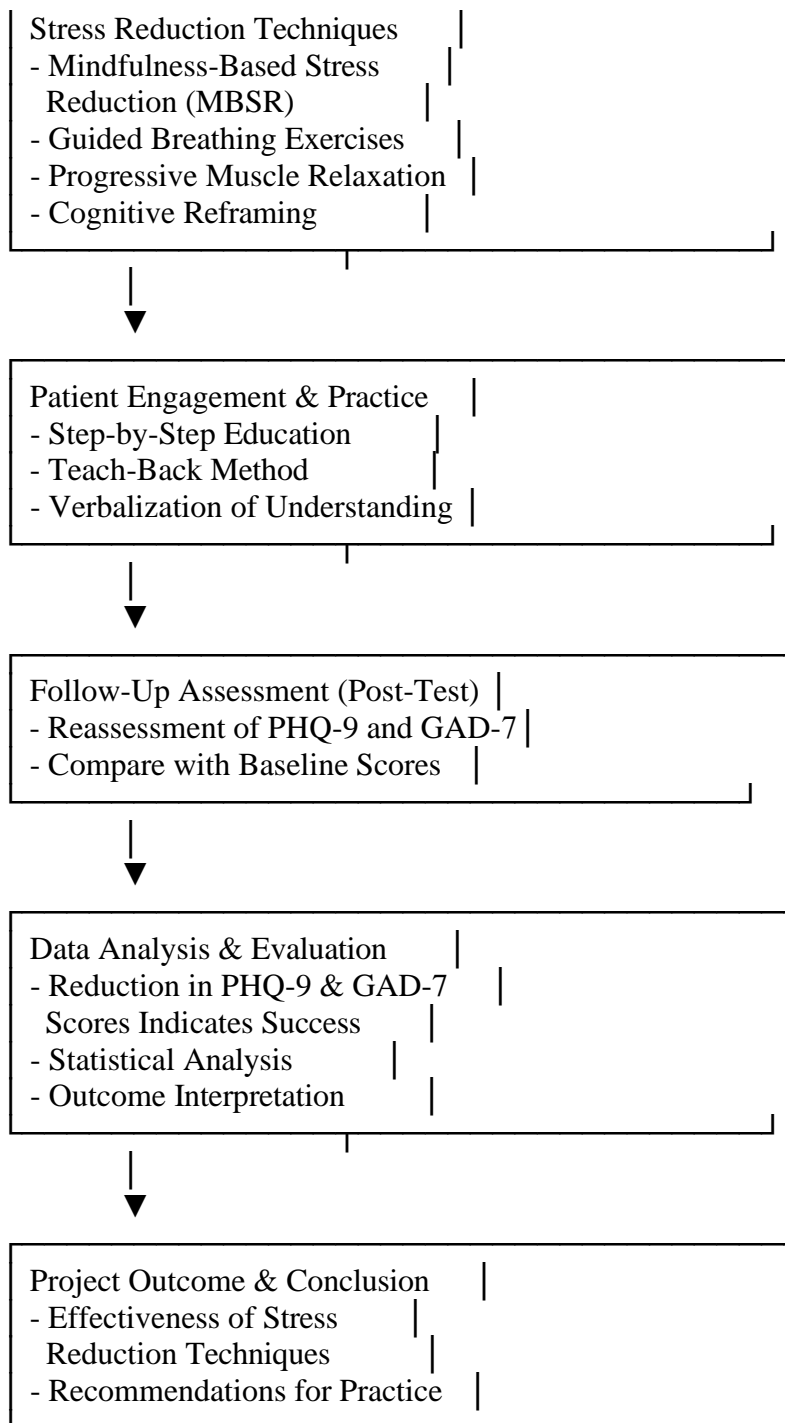 Stress Reduction Techniques
- Mindfulness-Based Stress
Reduction (MBSR)
- Guided Breathing Exercises
- Progressive Muscle Relaxation
- Cognitive Reframing
Patient Engagement & Practice
- Step-by-Step Education
- Teach-Back Method
- Verbalization of Understanding
Follow-Up Assessment (Post-Test)
- Reassessment of PHQ-9 and GAD-7
- Compare with Baseline Scores
Data Analysis & Evaluation
- Reduction in PHQ-9 & GAD-7
Scores Indicates Success
- Statistical Analysis
- Outcome Interpretation
Project Outcome & Conclusion
- Effectiveness of Stress
Reduction Techniques
- Recommendations for Practice